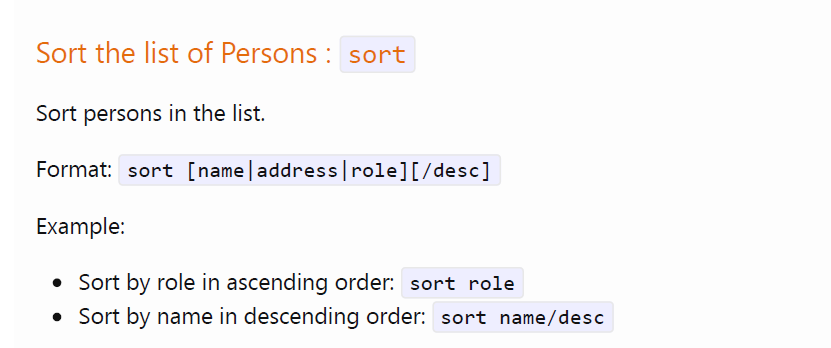 Sort the list of Persons : sort
Sort persons in the list.
Format: sort [name|address|role][/desc]
Example:
• Sort by role in ascending order: sort role
• Sort by name in descending order: sort name/desc